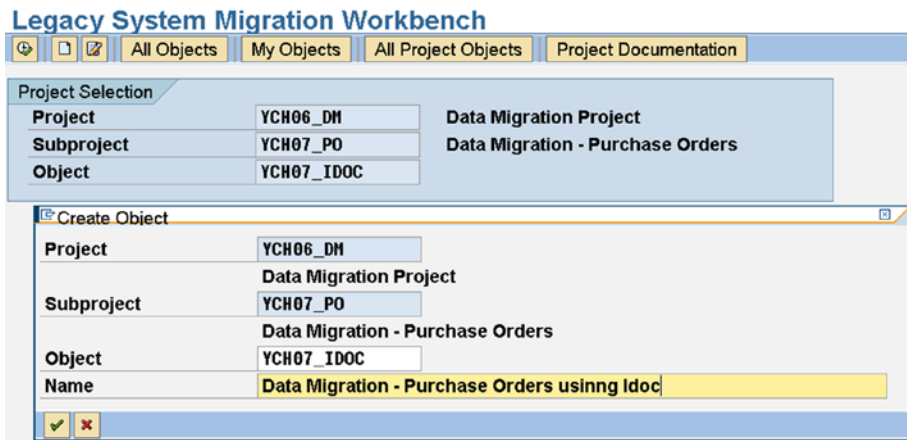 Legacy System Migration Workbench
All Objects My Objects All Project Objects Project Documentation
Project Selection
Project YCH06_DM Data Migration Project
Subproject YCH07_PO Data Migration - Purchase Orders
Object YCH07_IDOC
Create Object
Project YCH06_DM
Data Migration Project
Subproject YCH07_PO
Data Migration - Purchase Orders
Object YCH07_IDOC
Name Data Migration - Purchase Orders usinng Idoc